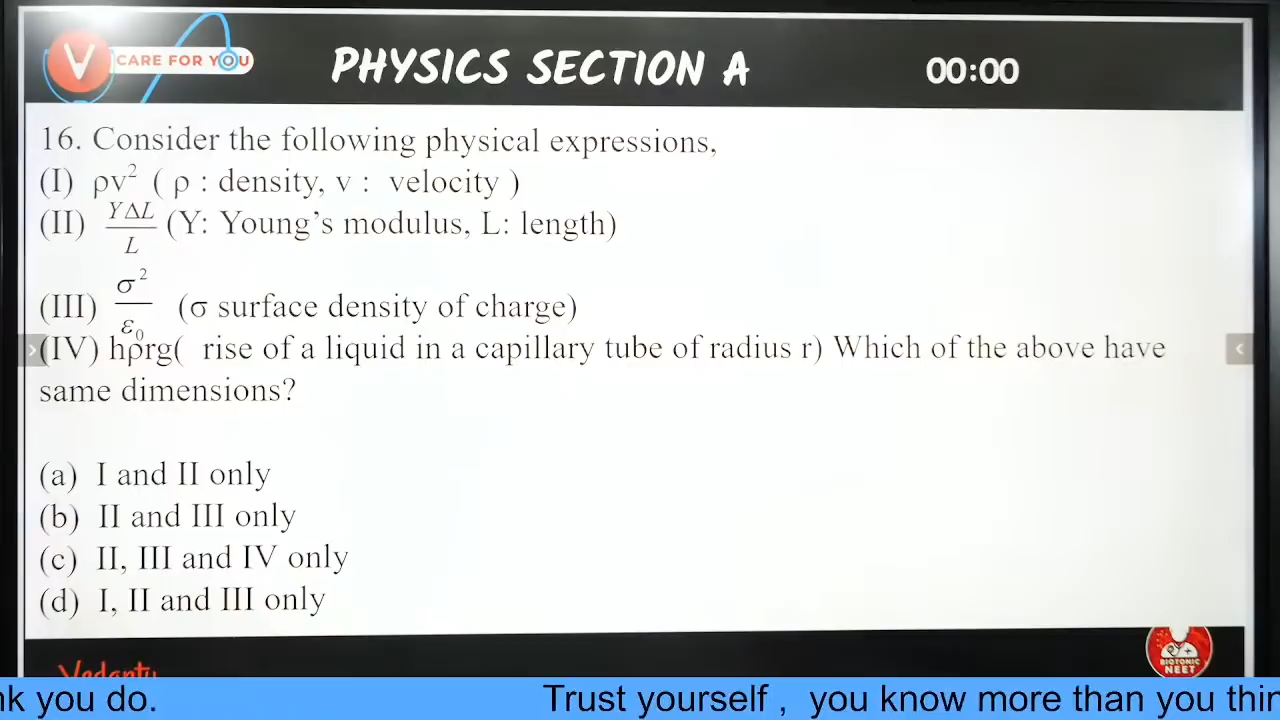 V CARE FOR YOU
PHYSICS SECTION A
00:00
16. Consider the following physical expressions,
(I) ρv² ( ρ : density, v : velocity )
(II) YΔL/L (Y: Young's modulus, L: length)
(III) σ²/ε₀ (σ surface density of charge)
(IV) hρrg( rise of a liquid in a capillary tube of radius r) Which of the above have
same dimensions?
(a) I and II only
(b) II and III only
(c) II, III and IV only
(d) I, II and III only
Vedantu
BIOTONIC
NEET
nk you do. Trust yourself , you know more than you thin